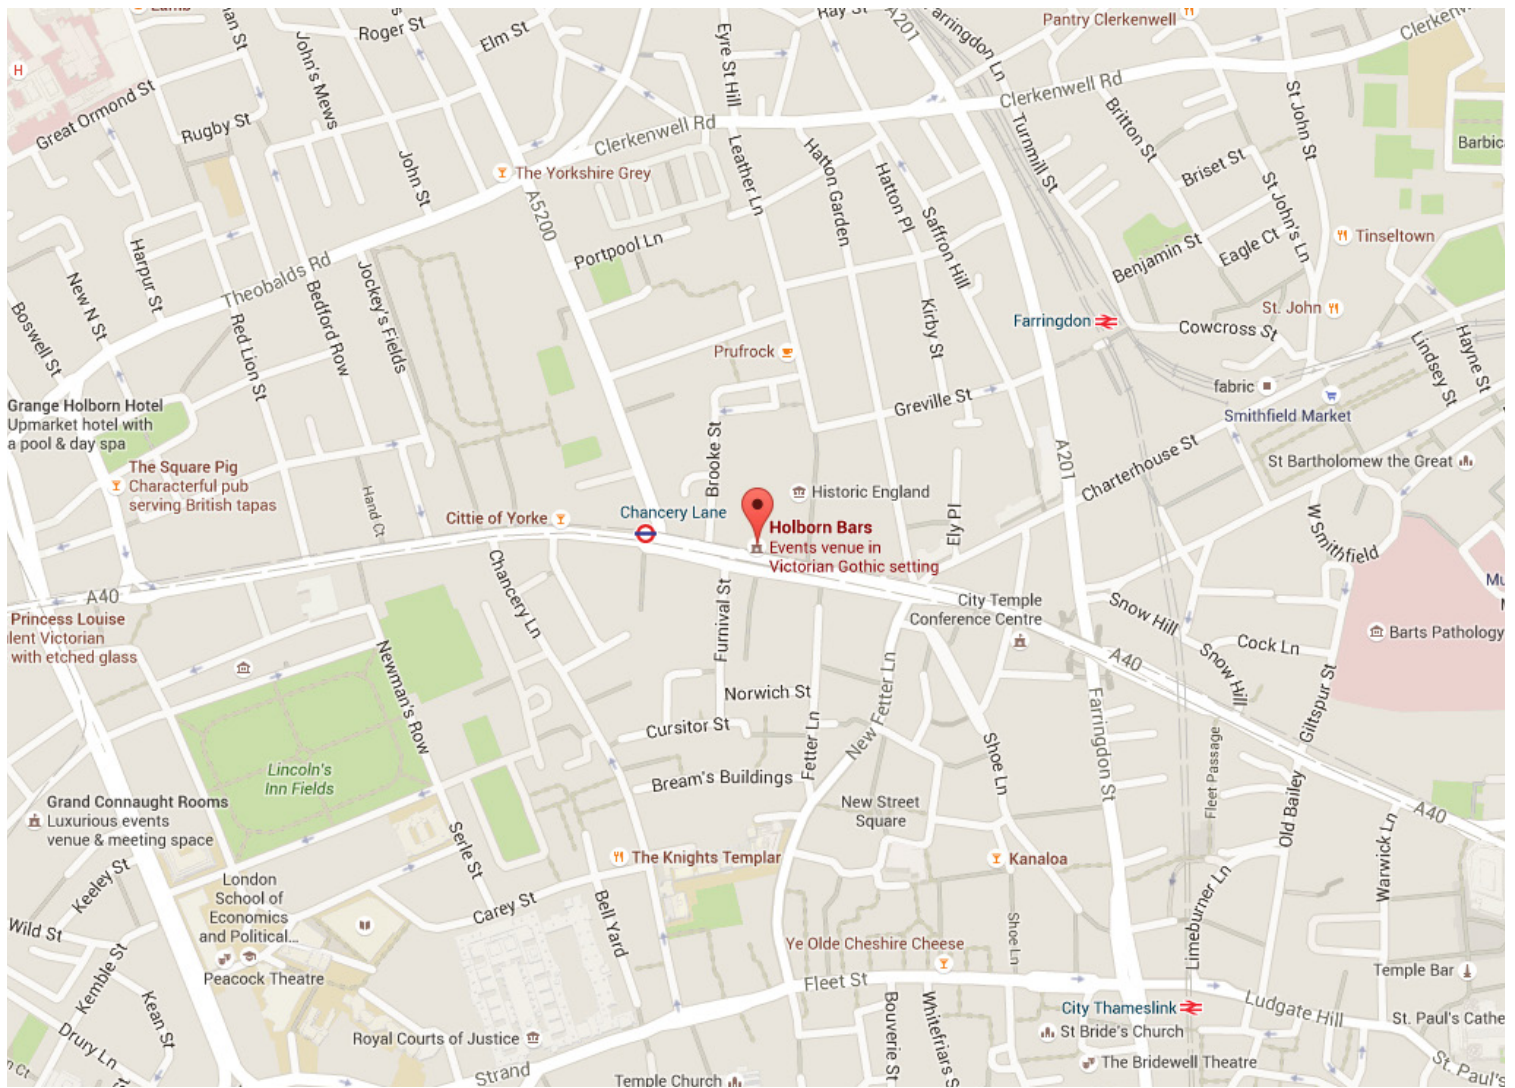 Lamb
Roger St
Elm St
Eyre St Hill
Ray St
A201
Farringdon Ln
Pantry Clerkenwell
Clerkenwell Rd
H
Great Ormond St
Rugby St
John's Mews
John St
Clerkenwell Rd
Leather Ln
Hatton Garden
Hatton Pl
Saffron Hill
Turnmill St
Britton St
Briset St
St John St
St John's Ln
Barbic
The Yorkshire Grey
A5200
Portpool Ln
Benjamin St
Eagle Ct
Tinseltown
Harpur St
New N St
Boswell St
Theobalds Rd
Red Lion St
Bedford Row
Jockey's Fields
Kirby St
Farringdon
Cowcross St
St. John
Lindsey St
Hayne St
Prufrock
Greville St
fabric
Smithfield Market
Grange Holborn Hotel
Upmarket hotel with
a pool & day spa
The Square Pig
Characterful pub
serving British tapas
Hand Ct
Brooke St
A201
Charterhouse St
St Bartholomew the Great
Historic England
Ely Pl
W Smithfield
Cittie of Yorke
Chancery Lane
Holborn Bars
Events venue in
Victorian Gothic setting
A40
Chancery Ln
Furnival St
City Temple
Conference Centre
Snow Hill
Snow Hill
Cock Ln
Barts Pathology
Mu
Princess Louise
lent Victorian
with etched glass
Newman's Row
A40
Giltspur St
Norwich St
Cursitor St
Fetter Ln
New Fetter Ln
Shoe Ln
Farringdon St
Fleet Passage
Old Bailey
Lincoln's
Inn Fields
Bream's Buildings
New Street
Square
A40
Warwick Ln
Grand Connaught Rooms
Luxurious events
venue & meeting space
Serle St
The Knights Templar
Kanaloa
Keeley St
London
School of
Economics
and Political...
Carey St
Bell Yard
Shoe Ln
Limeburner Ln
Wild St
Kemble St
Peacock Theatre
Ye Olde Cheshire Cheese
Temple Bar
Kean St
Drury Ln
Fleet St
Bouverie St
Whitefriars S
City Thameslink
Ludgate Hill
St. Paul's Cathe
St. Paul's
Royal Courts of Justice
St Bride's Church
The Bridewell Theatre
Strand
Temple Church
n Ct